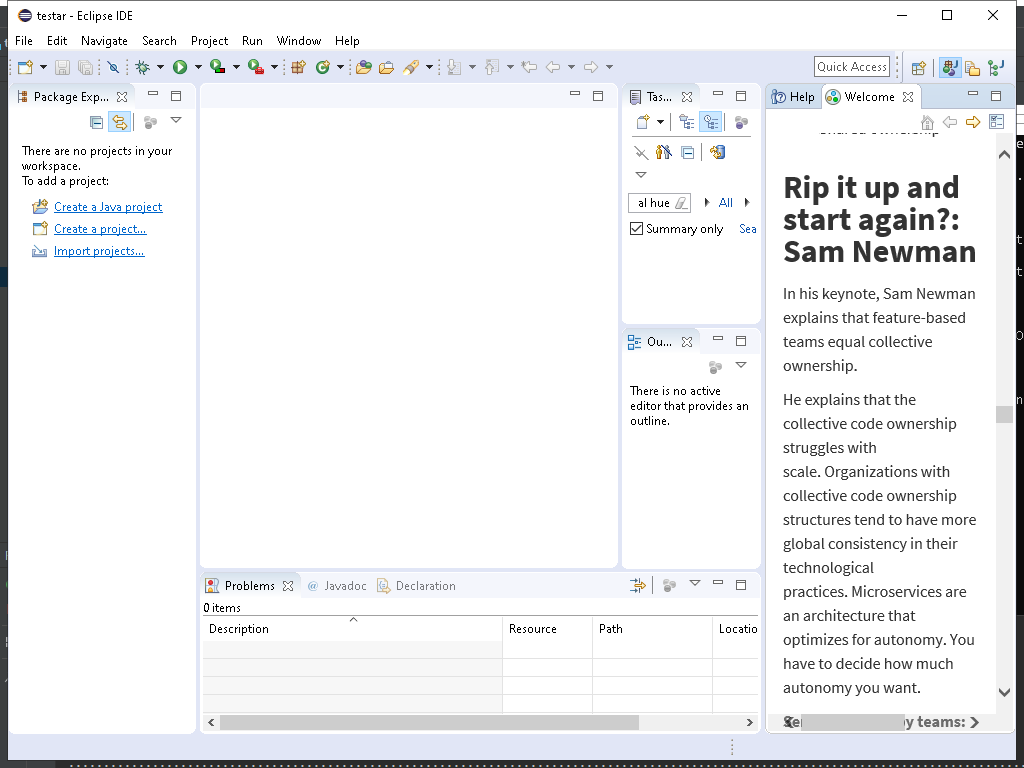 testar - Eclipse IDE
File Edit Navigate Search Project Run Window Help
Quick Access
Package Exp...
There are no projects in your
workspace.
To add a project:
Create a Java project
Create a project...
Import projects...
Tas...
al hue
All
Summary only
Sea
Ou...
There is no active
editor that provides an
outline.
Problems @ Javadoc Declaration
0 items
Description Resource Path Locatio
Help Welcome
Rip it up and
start again?:
Sam Newman
In his keynote, Sam Newman
explains that feature-based
teams equal collective
ownership.
He explains that the
collective code ownership
struggles with
scale. Organizations with
collective code ownership
structures tend to have more
global consistency in their
technological
practices. Microservices are
an architecture that
optimizes for autonomy. You
have to decide how much
autonomy you want.
y teams: